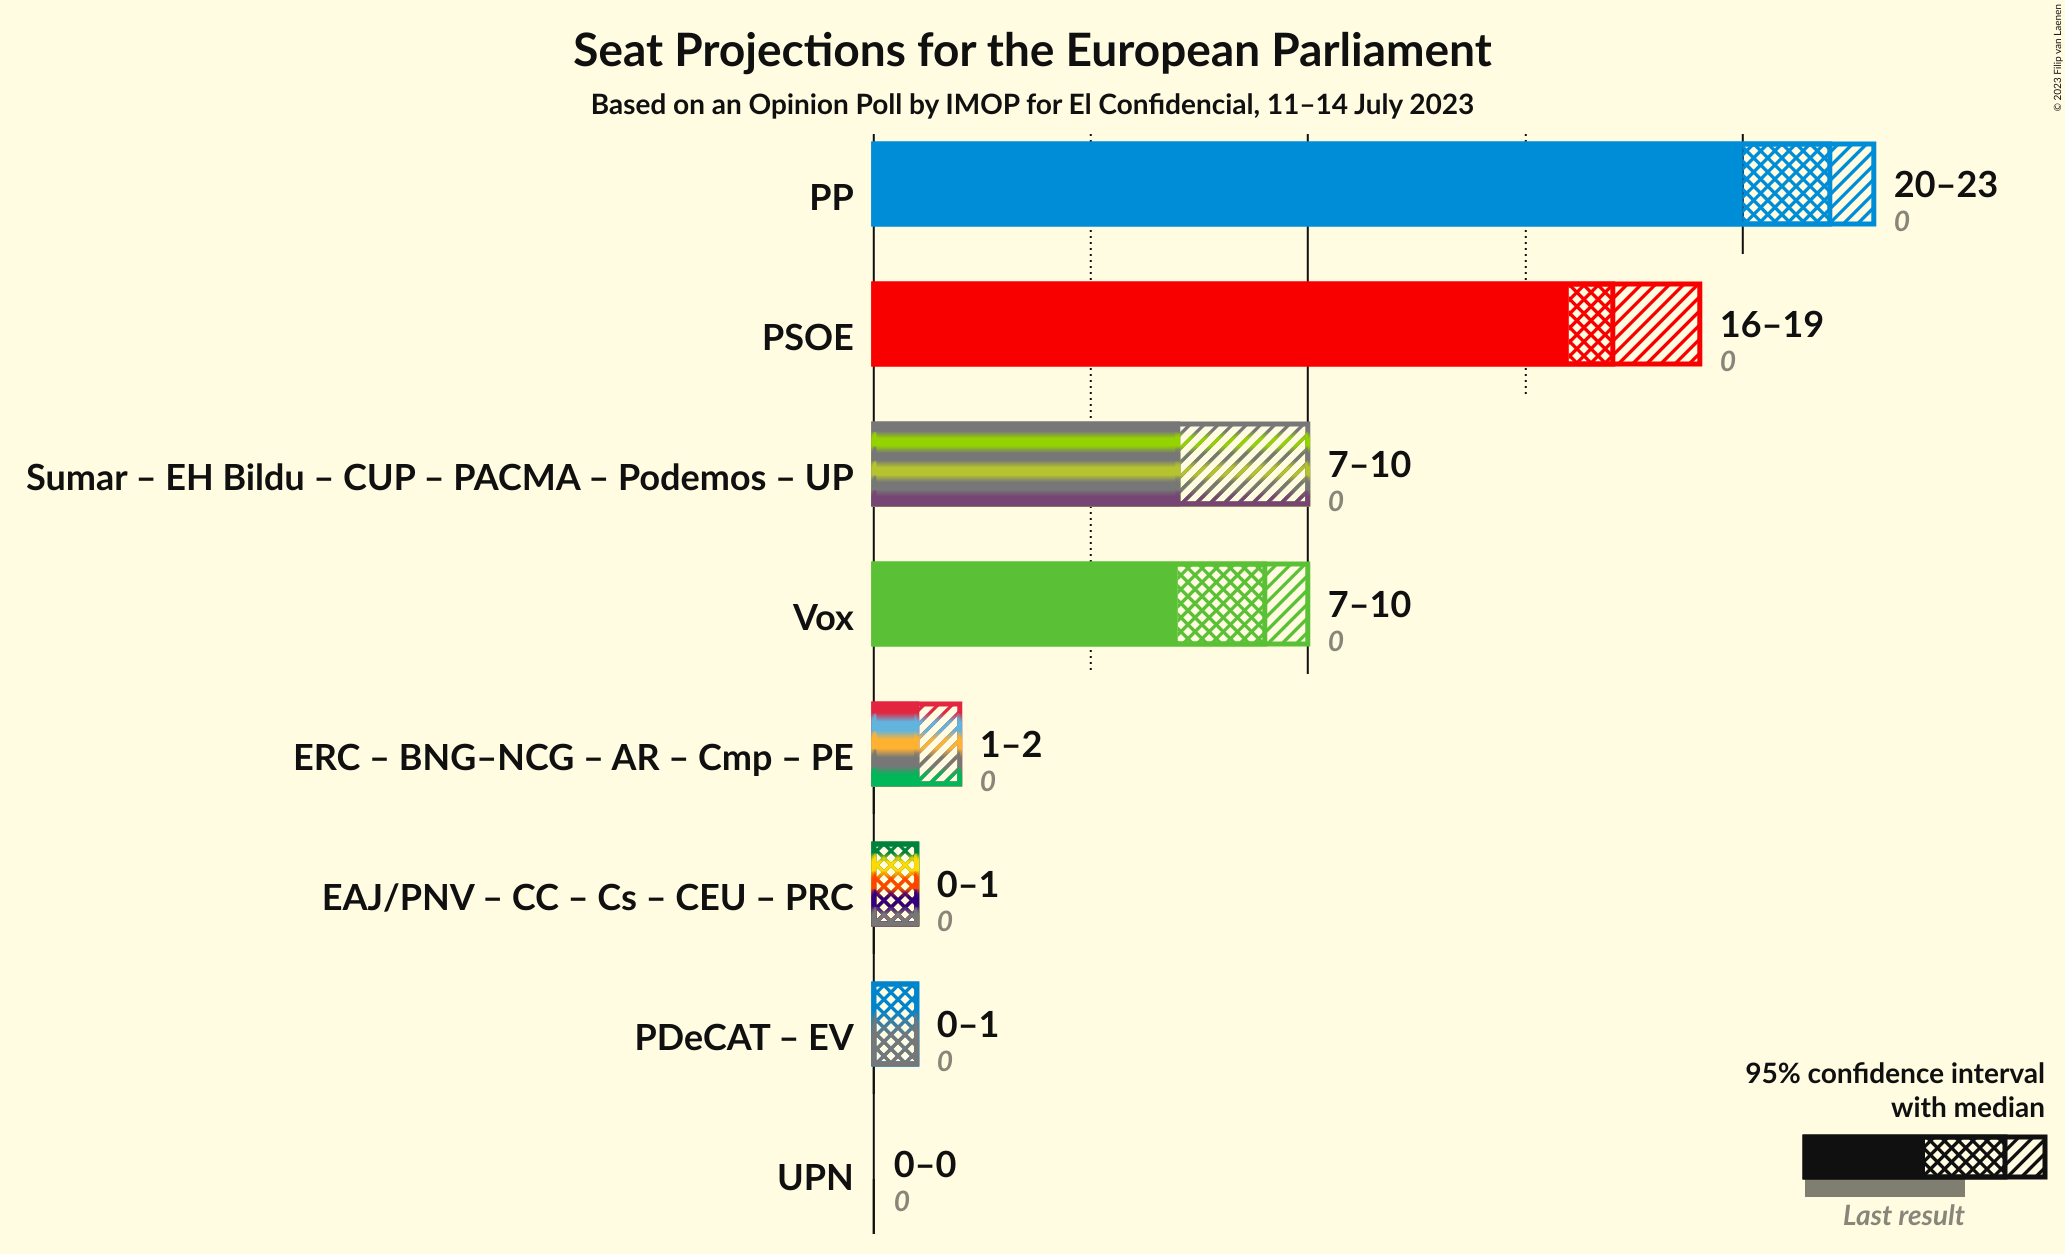 Seat Projections for the European Parliament
Based on an Opinion Poll by IMOP for El Confidencial, 11–14 July 2023
© 2023 Filip van Laenen
PP
20–23
0
PSOE
16–19
0
Sumar – EH Bildu – CUP – PACMA – Podemos – UP
7–10
0
Vox
7–10
0
ERC – BNG–NCG – AR – Cmp – PE
1–2
0
EAJ/PNV – CC – Cs – CEU – PRC
0–1
0
PDeCAT – EV
0–1
0
UPN
0–0
0
95% confidence interval
with median
Last result